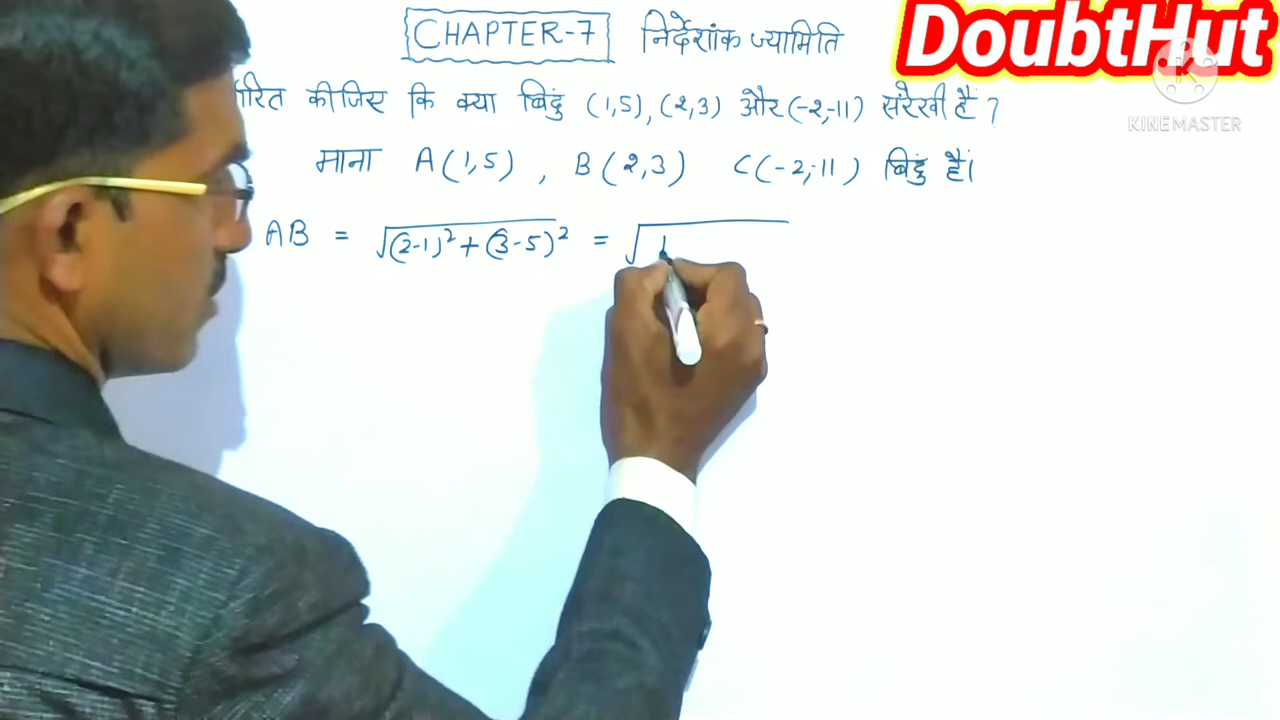 CHAPTER-7 निर्देशांक ज्यामिति
DoubtHut
कीजिए कि क्या बिंदु (1,5), (2,3) और (-2,-11) संरेखी हैं ?
KINEMASTER
माना A(1,5) , B(2,3) C(-2,-11) बिंदु हैं।
AB = √(2-1)² + (3-5)² = √1